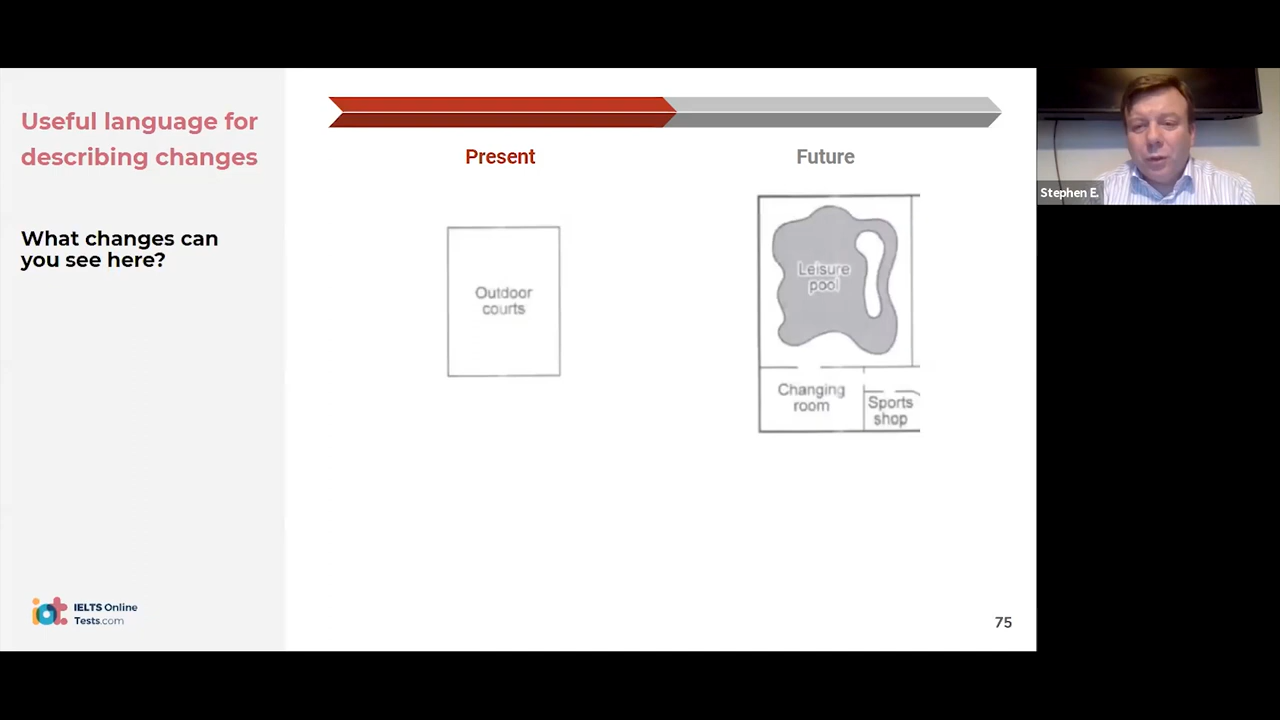 Useful language for
describing changes
What changes can
you see here?
Present
Future
Outdoor
courts
Leisure
pool
Changing
room
Sports
shop
Stephen E.
IELTS Online
Tests.com
75